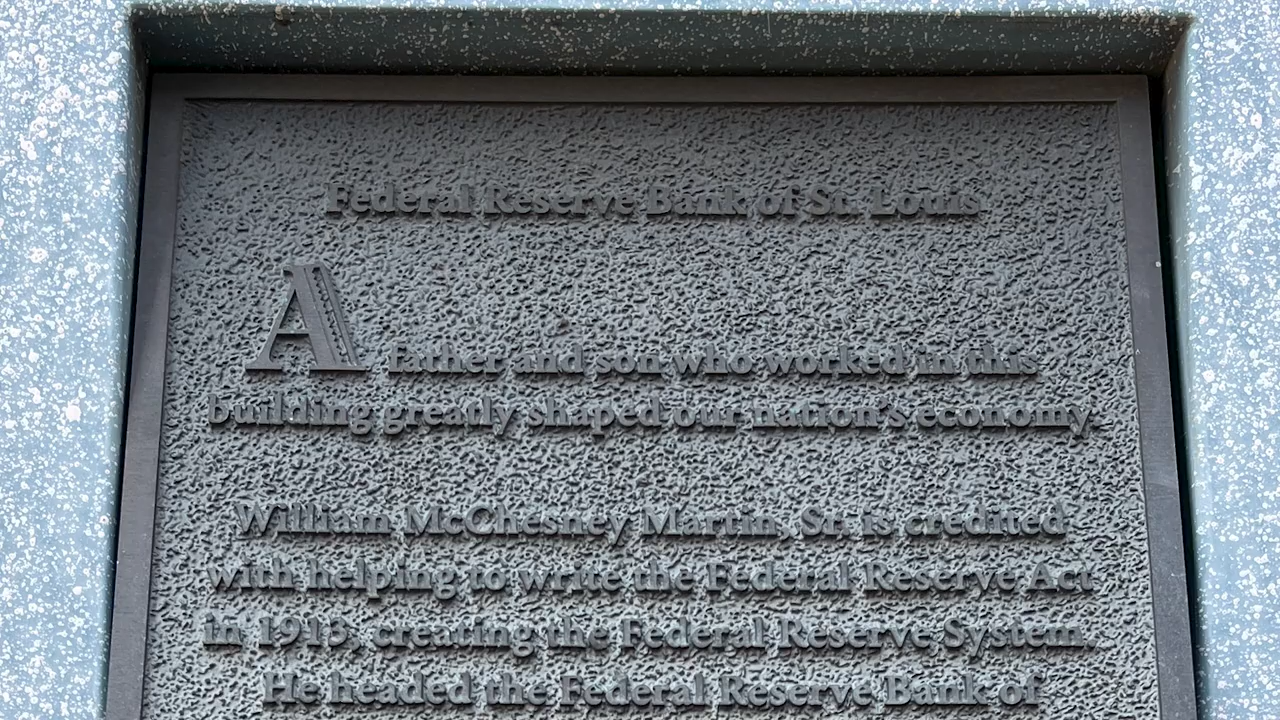 Federal Reserve Bank of St. Louis
A father and son who worked in this
building greatly shaped our nation's economy.
William McChesney Martin, Sr. is credited
with helping to write the Federal Reserve Act
in 1913, creating the Federal Reserve System.
He headed the Federal Reserve Bank of